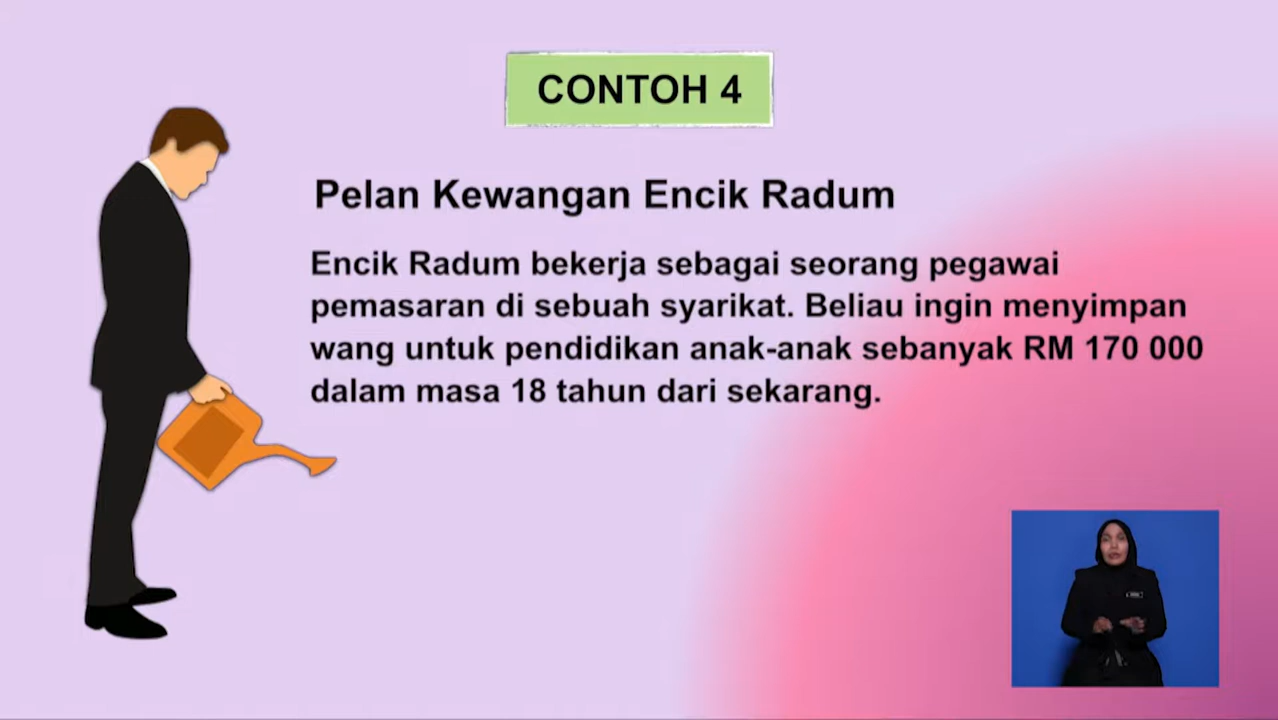 CONTOH 4
Pelan Kewangan Encik Radum
Encik Radum bekerja sebagai seorang pegawai
pemasaran di sebuah syarikat. Beliau ingin menyimpan
wang untuk pendidikan anak-anak sebanyak RM 170 000
dalam masa 18 tahun dari sekarang.